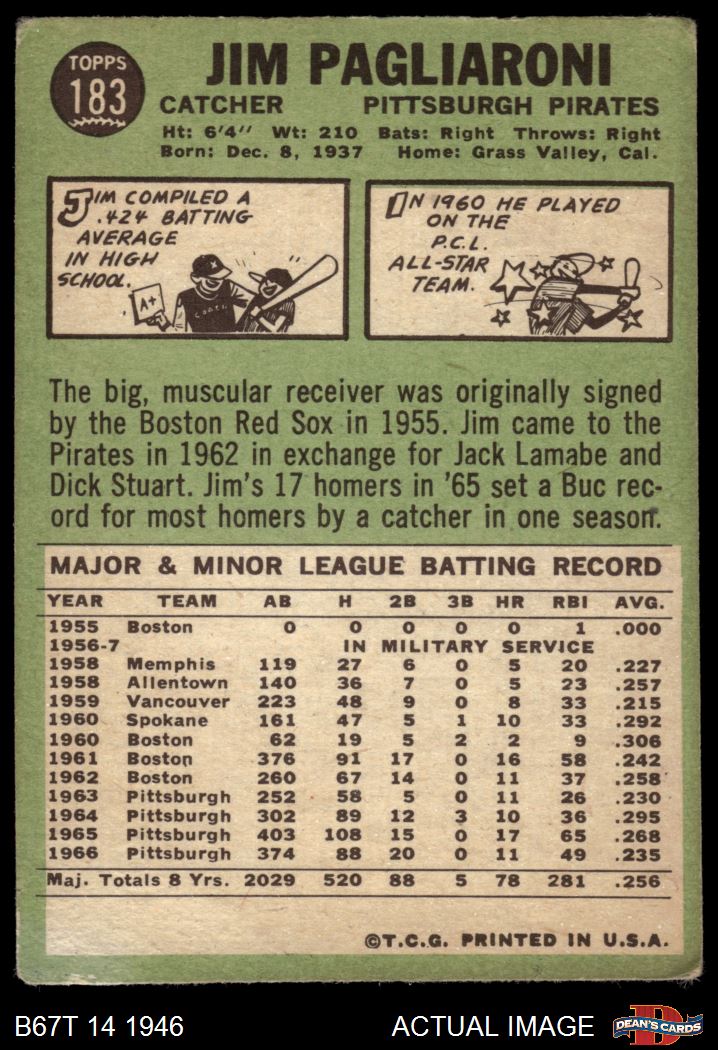 TOPPS
183
JIM PAGLIARONI
CATCHER PITTSBURGH PIRATES
Ht: 6'4" Wt: 210 Bats: Right Throws: Right
Born: Dec. 8, 1937 Home: Grass Valley, Cal.
JIM COMPILED A
.424 BATTING
AVERAGE
IN HIGH
SCHOOL.
A+
X
COACH
IN 1960 HE PLAYED
ON THE
P.C.L.
ALL-STAR
TEAM.
The big, muscular receiver was originally signed
by the Boston Red Sox in 1955. Jim came to the
Pirates in 1962 in exchange for Jack Lamabe and
Dick Stuart. Jim's 17 homers in '65 set a Buc rec-
ord for most homers by a catcher in one season.
MAJOR & MINOR LEAGUE BATTING RECORD
YEAR TEAM AB H 2B 3B HR RBI AVG.
1955 Boston 0 0 0 0 0 1 .000
1956-7 IN MILITARY SERVICE
1958 Memphis 119 27 6 0 5 20 .227
1958 Allentown 140 36 7 0 5 23 .257
1959 Vancouver 223 48 9 0 8 33 .215
1960 Spokane 161 47 5 1 10 33 .292
1960 Boston 62 19 5 2 2 9 .306
1961 Boston 376 91 17 0 16 58 .242
1962 Boston 260 67 14 0 11 37 .258
1963 Pittsburgh 252 58 5 0 11 26 .230
1964 Pittsburgh 302 89 12 3 10 36 .295
1965 Pittsburgh 403 108 15 0 17 65 .268
1966 Pittsburgh 374 88 20 0 11 49 .235
Maj. Totals 8 Yrs. 2029 520 88 5 78 281 .256
©T.C.G. PRINTED IN U.S.A.
B67T 14 1946 ACTUAL IMAGE D DEAN'S CARDS